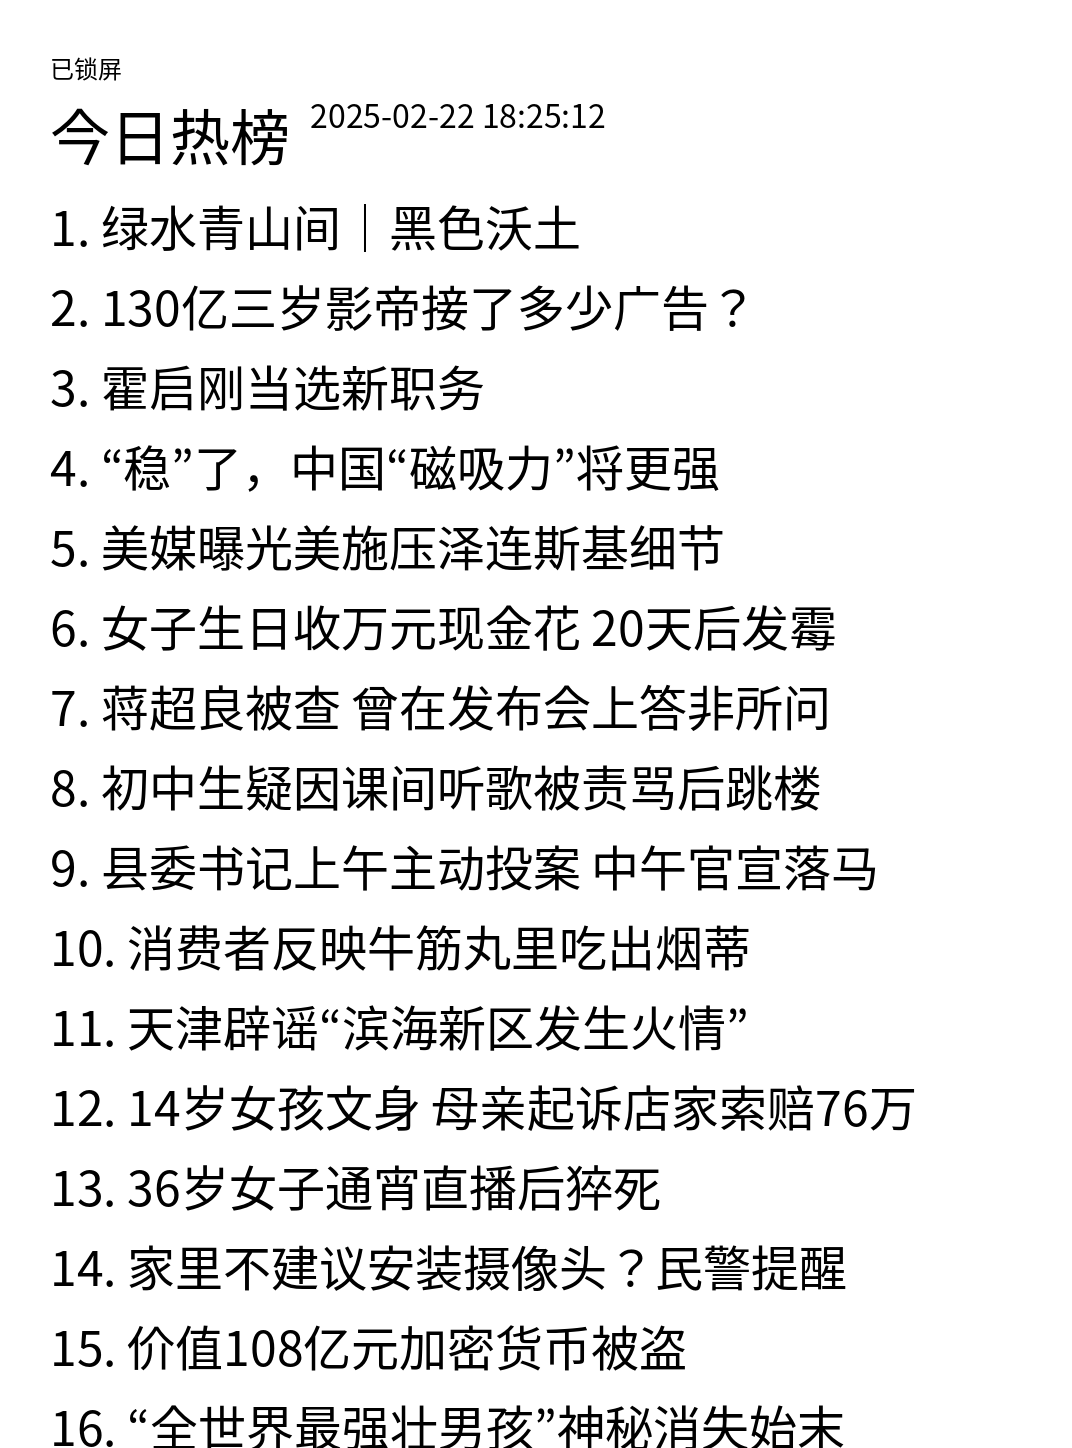 已锁屏
今日热榜 2025-02-22 18:25:12
1. 绿水青山间｜黑色沃土
2. 130亿三岁影帝接了多少广告？
3. 霍启刚当选新职务
4. “稳”了，中国“磁吸力”将更强
5. 美媒曝光美施压泽连斯基细节
6. 女子生日收万元现金花 20天后发霉
7. 蒋超良被查 曾在发布会上答非所问
8. 初中生疑因课间听歌被责骂后跳楼
9. 县委书记上午主动投案 中午官宣落马
10. 消费者反映牛筋丸里吃出烟蒂
11. 天津辟谣“滨海新区发生火情”
12. 14岁女孩文身 母亲起诉店家索赔76万
13. 36岁女子通宵直播后猝死
14. 家里不建议安装摄像头？民警提醒
15. 价值108亿元加密货币被盗
16. “全世界最强壮男孩”神秘消失始末